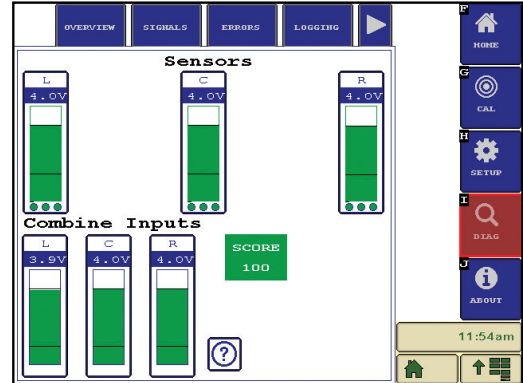 OVERVIEW SIGNALS ERRORS LOGGING
Sensors
L C R
4.0V 4.0V 4.0V
Combine Inputs
L C R
3.9V 4.0V 4.0V
SCORE
100
?
F
HOME
G
CAL
H
SETUP
I
DIAG
J
ABOUT
11:54am